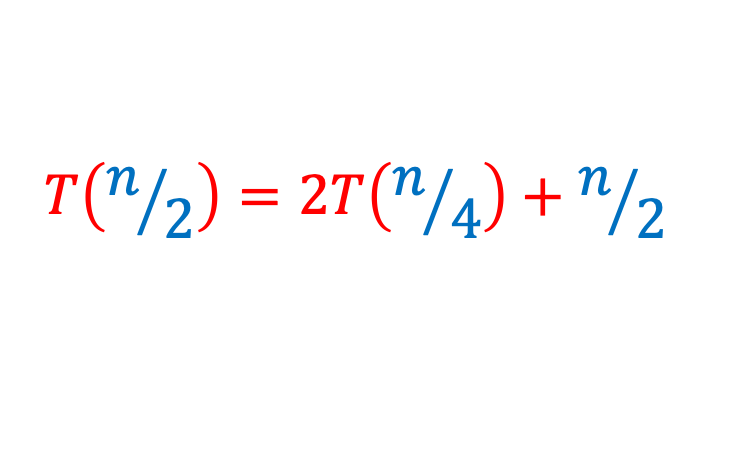 T(n/2) = 2T(n/4) + n/2